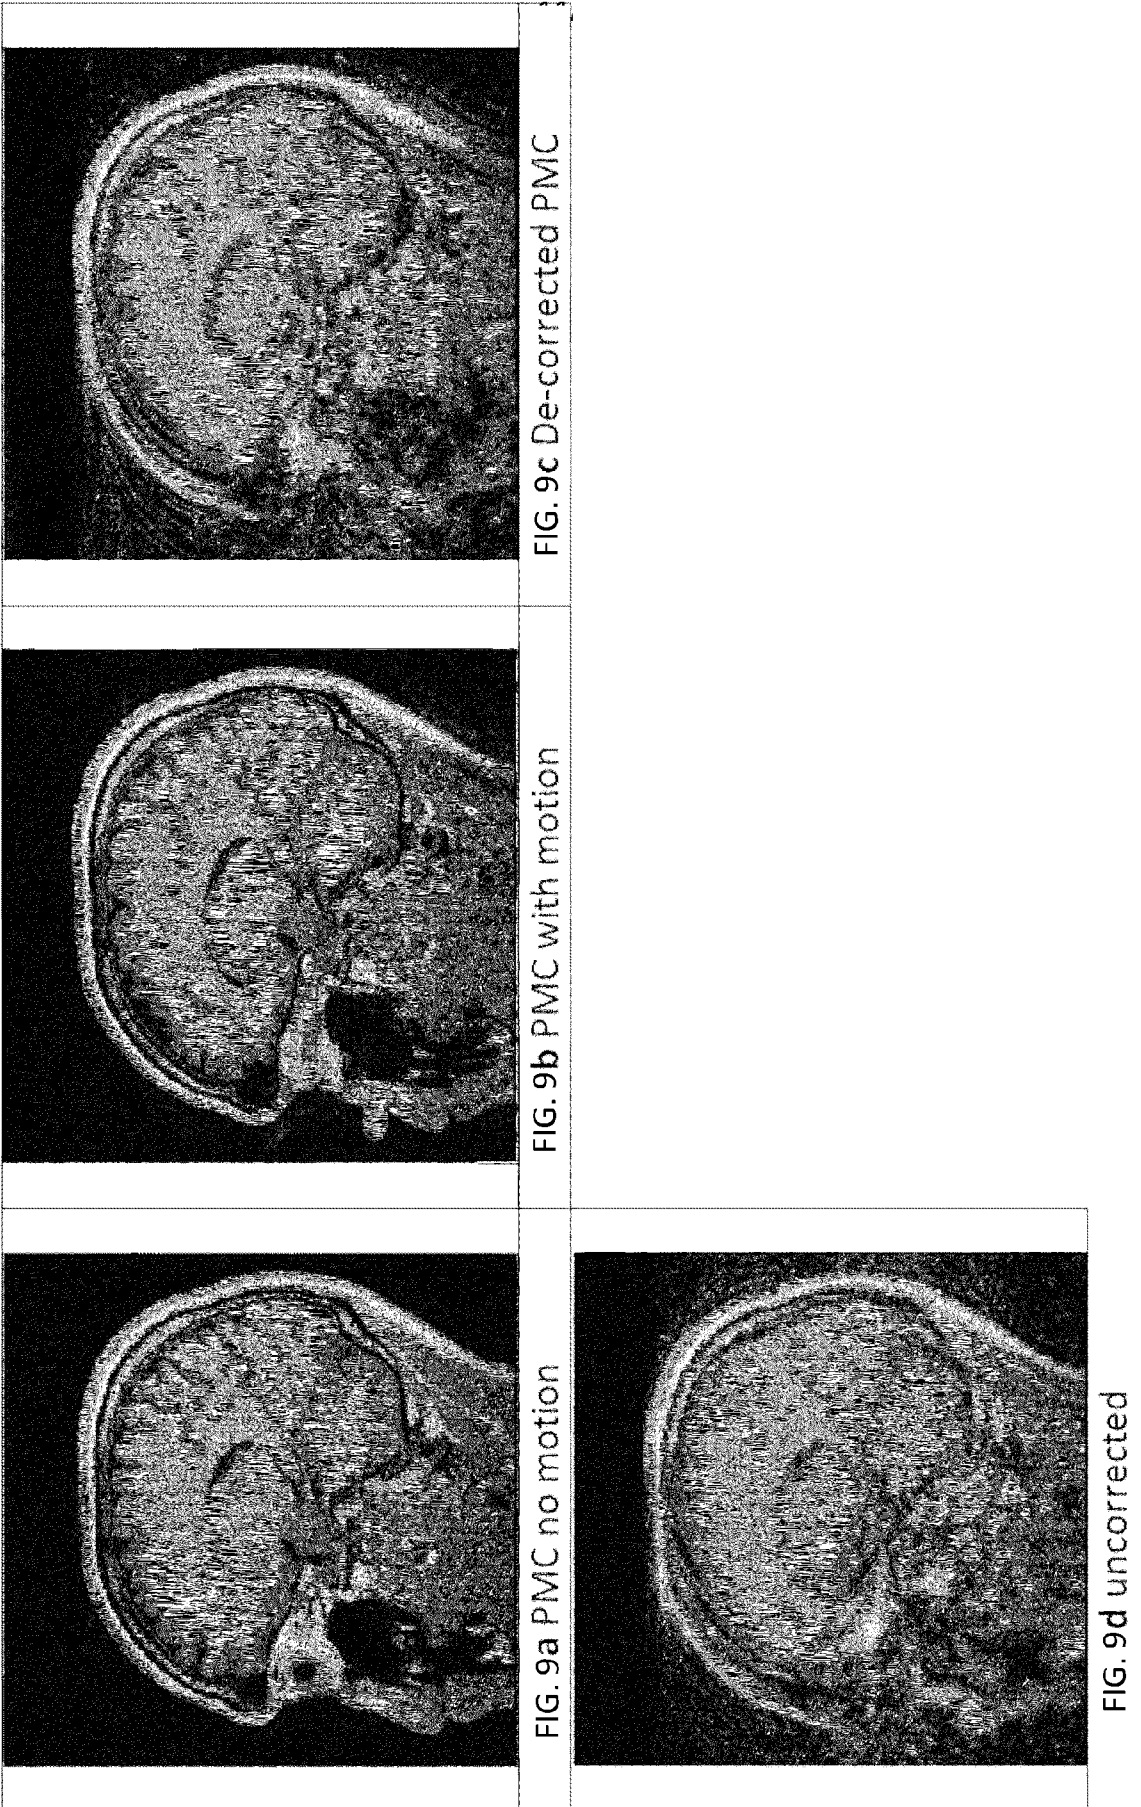 FIG. 9a PMC no motion
FIG. 9b PMC with motion
FIG. 9c De-corrected PMC
FIG. 9d uncorrected